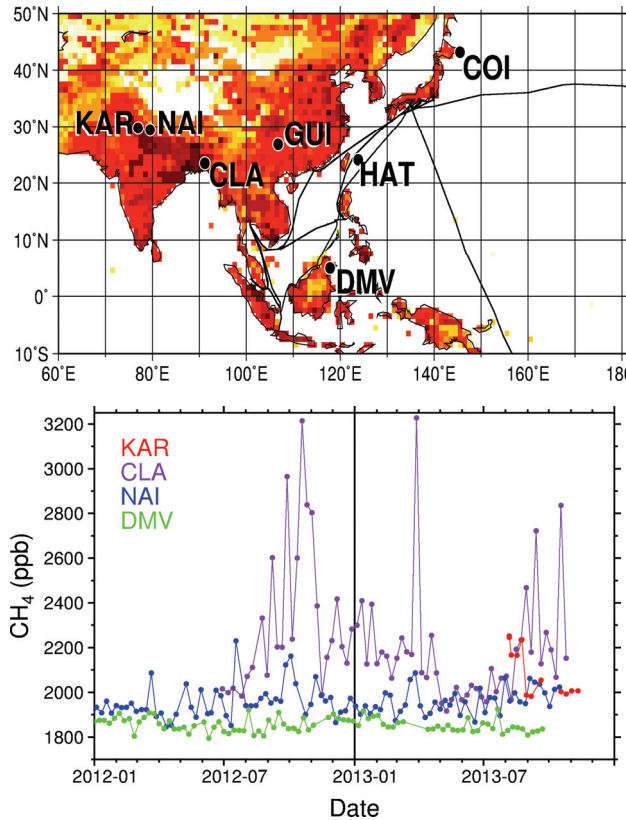 50°N
COI
40°N
KAR NAI
GUI
30°N
CLA
HAT
20°N
10°N
DMV
0°
10°S
60°E 80°E 100°E 120°E 140°E 160°E 180
3200
KAR
CLA
3000
NAI
DMV
2800
CH₄ (ppb)
2600
2400
2200
2000
1800
2012-01 2012-07 2013-01 2013-07
Date